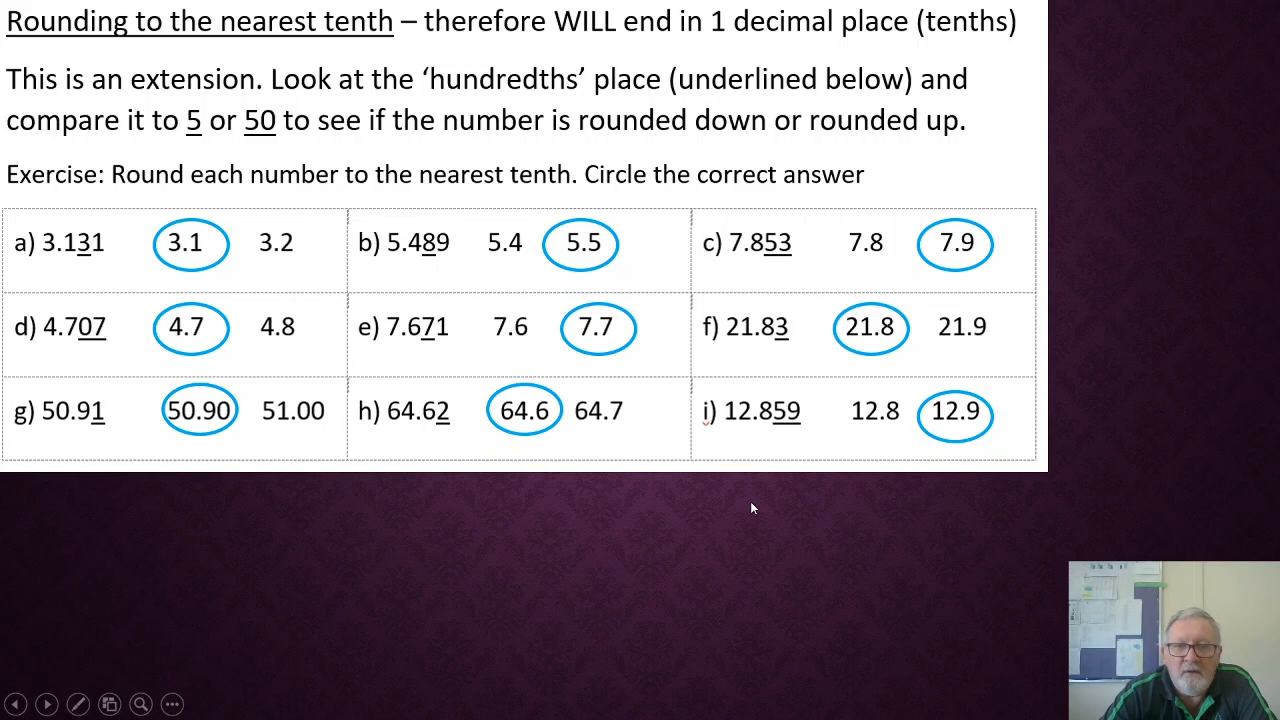 Rounding to the nearest tenth – therefore WILL end in 1 decimal place (tenths)
This is an extension. Look at the ‘hundredths’ place (underlined below) and
compare it to 5 or 50 to see if the number is rounded down or rounded up.
Exercise: Round each number to the nearest tenth. Circle the correct answer
a) 3.131 3.1 3.2 b) 5.489 5.4 5.5 c) 7.853 7.8 7.9
d) 4.707 4.7 4.8 e) 7.671 7.6 7.7 f) 21.83 21.8 21.9
g) 50.91 50.90 51.00 h) 64.62 64.6 64.7 i) 12.859 12.8 12.9